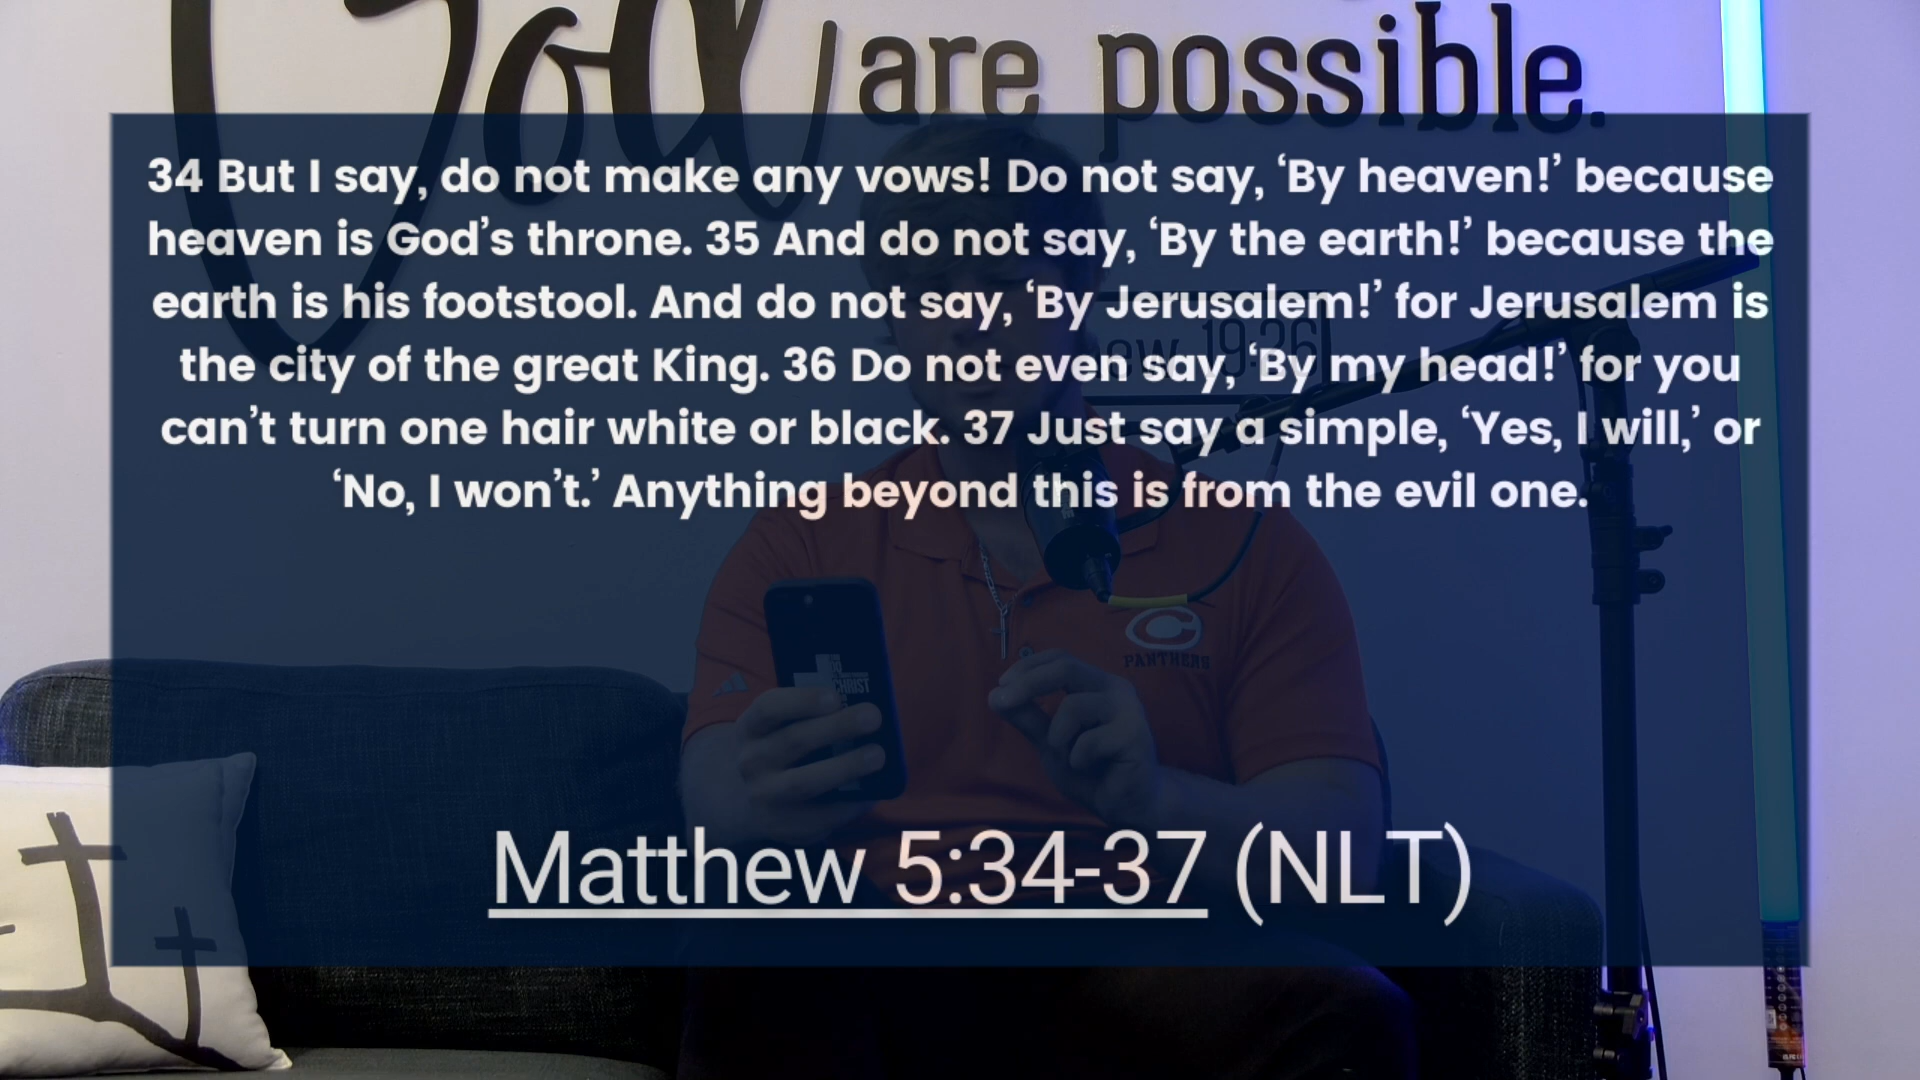 God are possible.
34 But I say, do not make any vows! Do not say, ‘By heaven!’ because
heaven is God’s throne. 35 And do not say, ‘By the earth!’ because the
earth is his footstool. And do not say, ‘By Jerusalem!’ for Jerusalem is
the city of the great King. 36 Do not even say, ‘By my head!’ for you
can’t turn one hair white or black. 37 Just say a simple, ‘Yes, I will,’ or
‘No, I won’t.’ Anything beyond this is from the evil one.
19:26
C
PANTHERS
CHRIST
Matthew 5:34-37 (NLT)